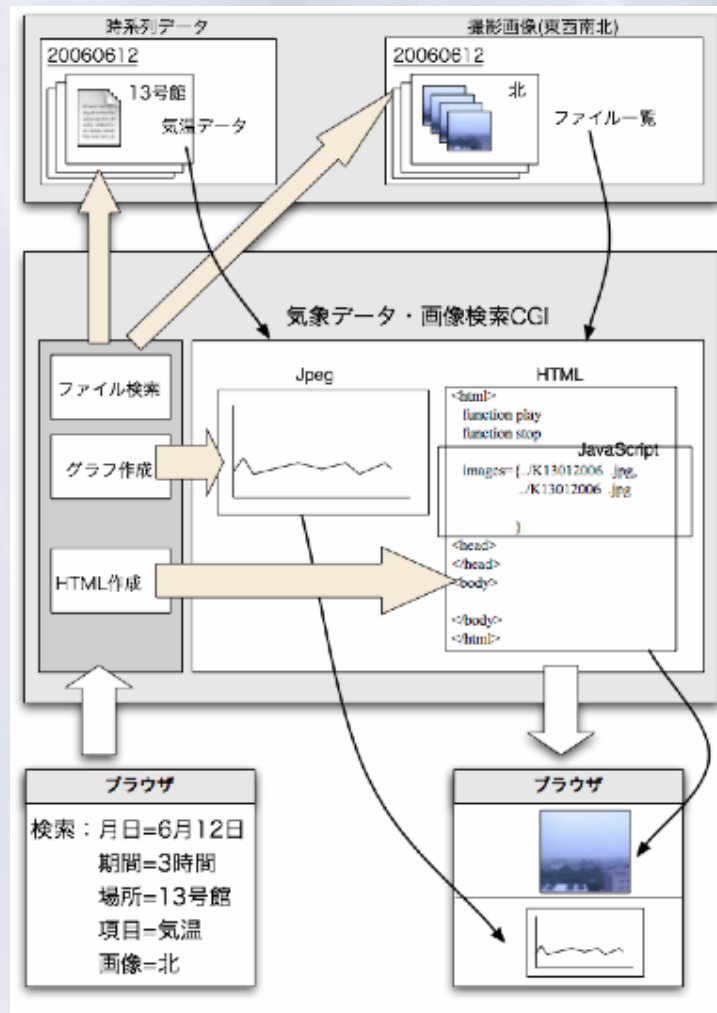 時系列データ
撮影画像(東西南北)
20060612
13号館
気温データ
20060612
北
ファイル一覧
気象データ・画像検索CGI
ファイル検索
グラフ作成
HTML作成
Jpeg
HTML
<html>
function play
function stop
JavaScript
images={../K13012006 .jpg,
../K13012006 .jpg
}
<head>
</head>
<body>
</body>
</html>
ブラウザ
検索：月日=6月12日
期間=3時間
場所=13号館
項目=気温
画像=北
ブラウザ